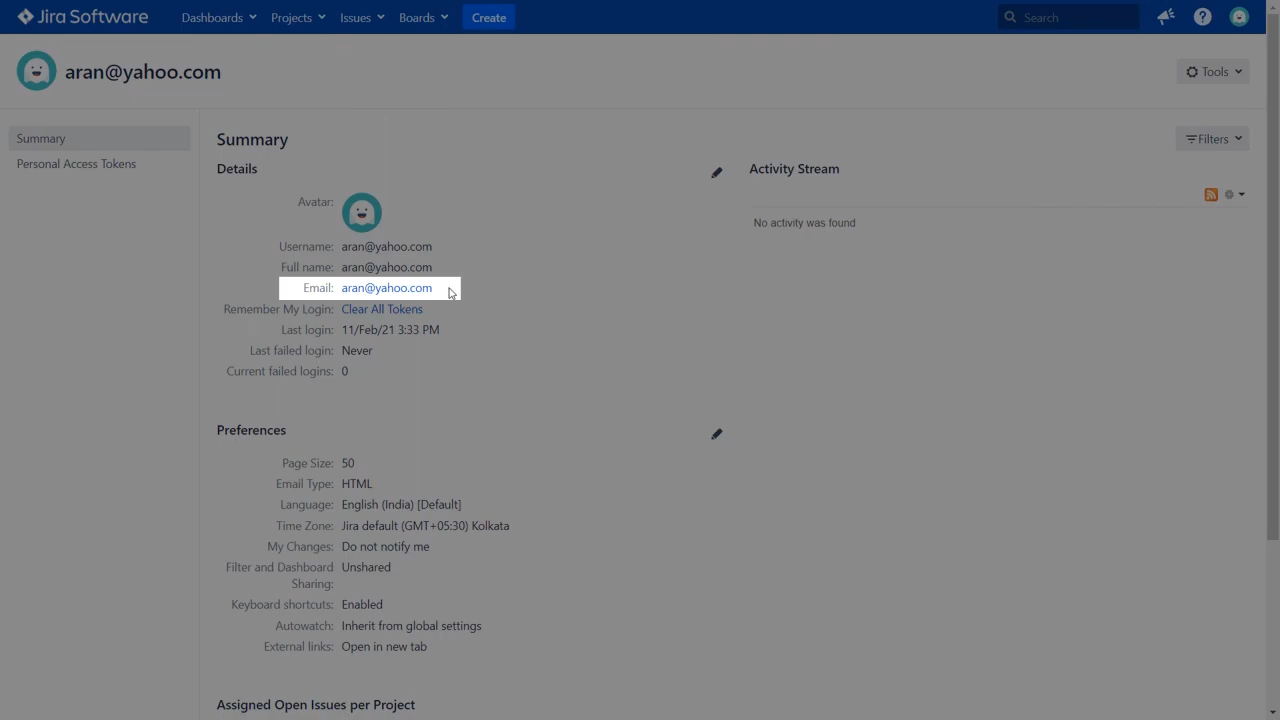 Jira Software Dashboards Projects Issues Boards Create Search
aran@yahoo.com
Tools
Summary
Personal Access Tokens
Summary
Filters
Details
Avatar:
Username: aran@yahoo.com
Full name: aran@yahoo.com
Email: aran@yahoo.com
Remember My Login: Clear All Tokens
Last login: 11/Feb/21 3:33 PM
Last failed login: Never
Current failed logins: 0
Preferences
Page Size: 50
Email Type: HTML
Language: English (India) [Default]
Time Zone: Jira default (GMT+05:30) Kolkata
My Changes: Do not notify me
Filter and Dashboard Unshared
Sharing:
Keyboard shortcuts: Enabled
Autowatch: Inherit from global settings
External links: Open in new tab
Assigned Open Issues per Project
Activity Stream
No activity was found